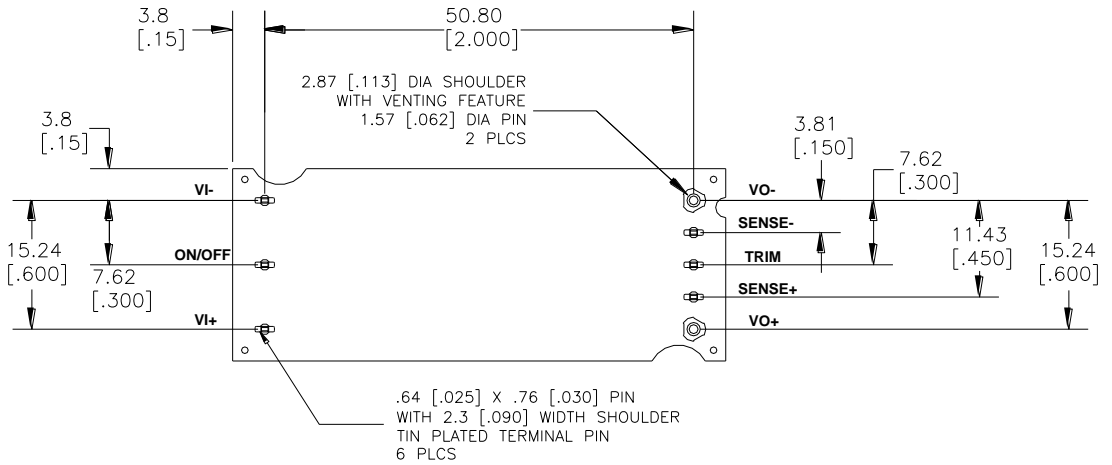 3.8
[.15]
50.80
[2.000]
2.87 [.113] DIA SHOULDER
WITH VENTING FEATURE
1.57 [.062] DIA PIN
2 PLCS
3.8
[.15]
3.81
[.150]
7.62
[.300]
VI-
VO-
SENSE-
ON/OFF
TRIM
SENSE+
VI+
VO+
15.24
[.600]
7.62
[.300]
11.43
[.450]
15.24
[.600]
.64 [.025] X .76 [.030] PIN
WITH 2.3 [.090] WIDTH SHOULDER
TIN PLATED TERMINAL PIN
6 PLCS